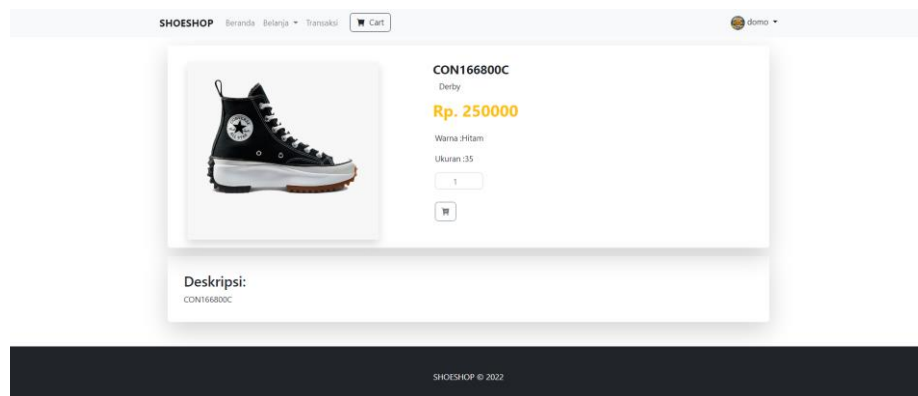 SHOESHOP Beranda Belanja Transaksi Cart domo
CON166800C
Derby
Rp. 250000
Warna :Hitam
Ukuran :35
1
Deskripsi:
CON166800C
SHOESHOP © 2022